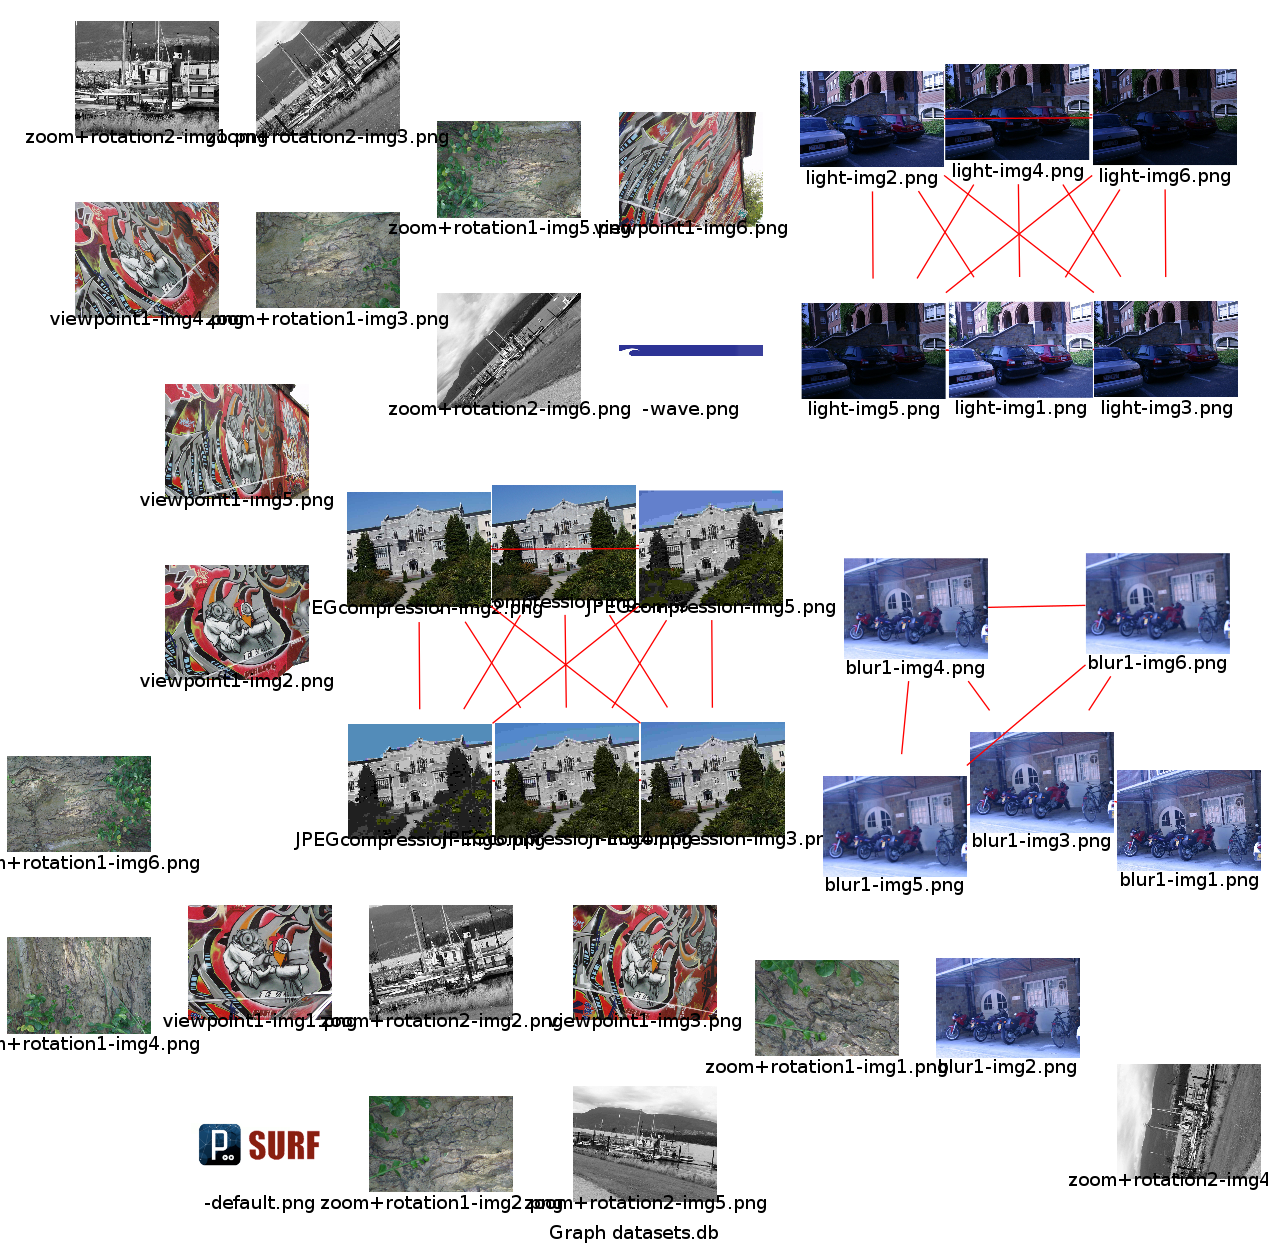 zoom+rotation2-img1.png
zoom+rotation2-img3.png
light-img2.png
light-img4.png
light-img6.png
zoom+rotation1-img5.png
viewpoint1-img6.png
viewpoint1-img4.png
zoom+rotation1-img3.png
zoom+rotation2-img6.png
-wave.png
light-img5.png
light-img1.png
light-img3.png
viewpoint1-img5.png
PEGcompression-img2.png
JPEGcompression-img5.png
blur1-img4.png
blur1-img6.png
viewpoint1-img2.png
JPEGcompression-img6.png
JPEGcompression-img4.png
compression-img3.pr
blur1-img3.png
blur1-img5.png
blur1-img1.png
m+rotation1-img6.png
viewpoint1-img1.png
zoom+rotation2-img2.png
viewpoint1-img3.png
m+rotation1-img4.png
zoom+rotation1-img1.png
blur1-img2.png
P SURF
-default.png
zoom+rotation1-img2.png
zoom+rotation2-img5.png
zoom+rotation2-img4
Graph datasets.db